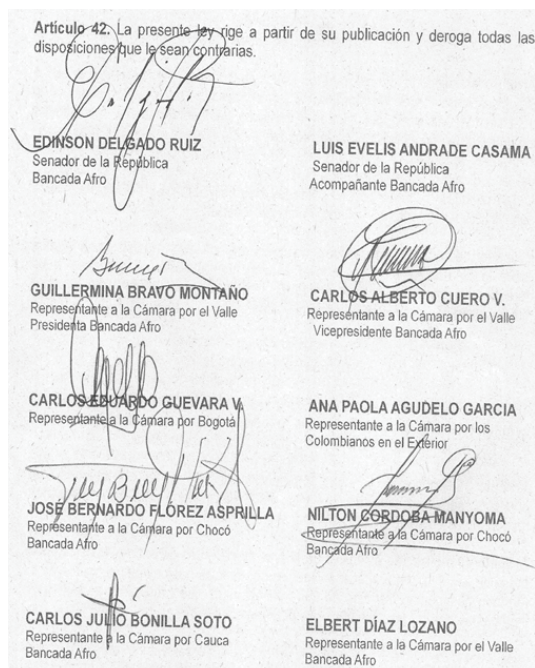 Artículo 42. La presente ley rige a partir de su publicación y deroga todas las
disposiciones que le sean contrarias.
EDINSON DELGADO RUIZ
Senador de la República
Bancada Afro
LUIS EVELIS ANDRADE CASAMA
Senador de la República
Acompañante Bancada Afro
GUILLERMINA BRAVO MONTAÑO
Representante a la Cámara por el Valle
Presidenta Bancada Afro
CARLOS ALBERTO CUERO V.
Representante a la Cámara por el Valle
Vicepresidente Bancada Afro
CARLOS EDUARDO GUEVARA V.
Representante a la Cámara por Bogotá
ANA PAOLA AGUDELO GARCIA
Representante a la Cámara por los
Colombianos en el Exterior
JOSÉ BERNARDO FLÓREZ ASPRILLA
Representante a la Cámara por Chocó
Bancada Afro
NILTON CORDOBA MANYOMA
Representante a la Cámara por Chocó
Bancada Afro
CARLOS JULIO BONILLA SOTO
Representante a la Cámara por Cauca
Bancada Afro
ELBERT DÍAZ LOZANO
Representante a la Cámara por el Valle
Bancada Afro